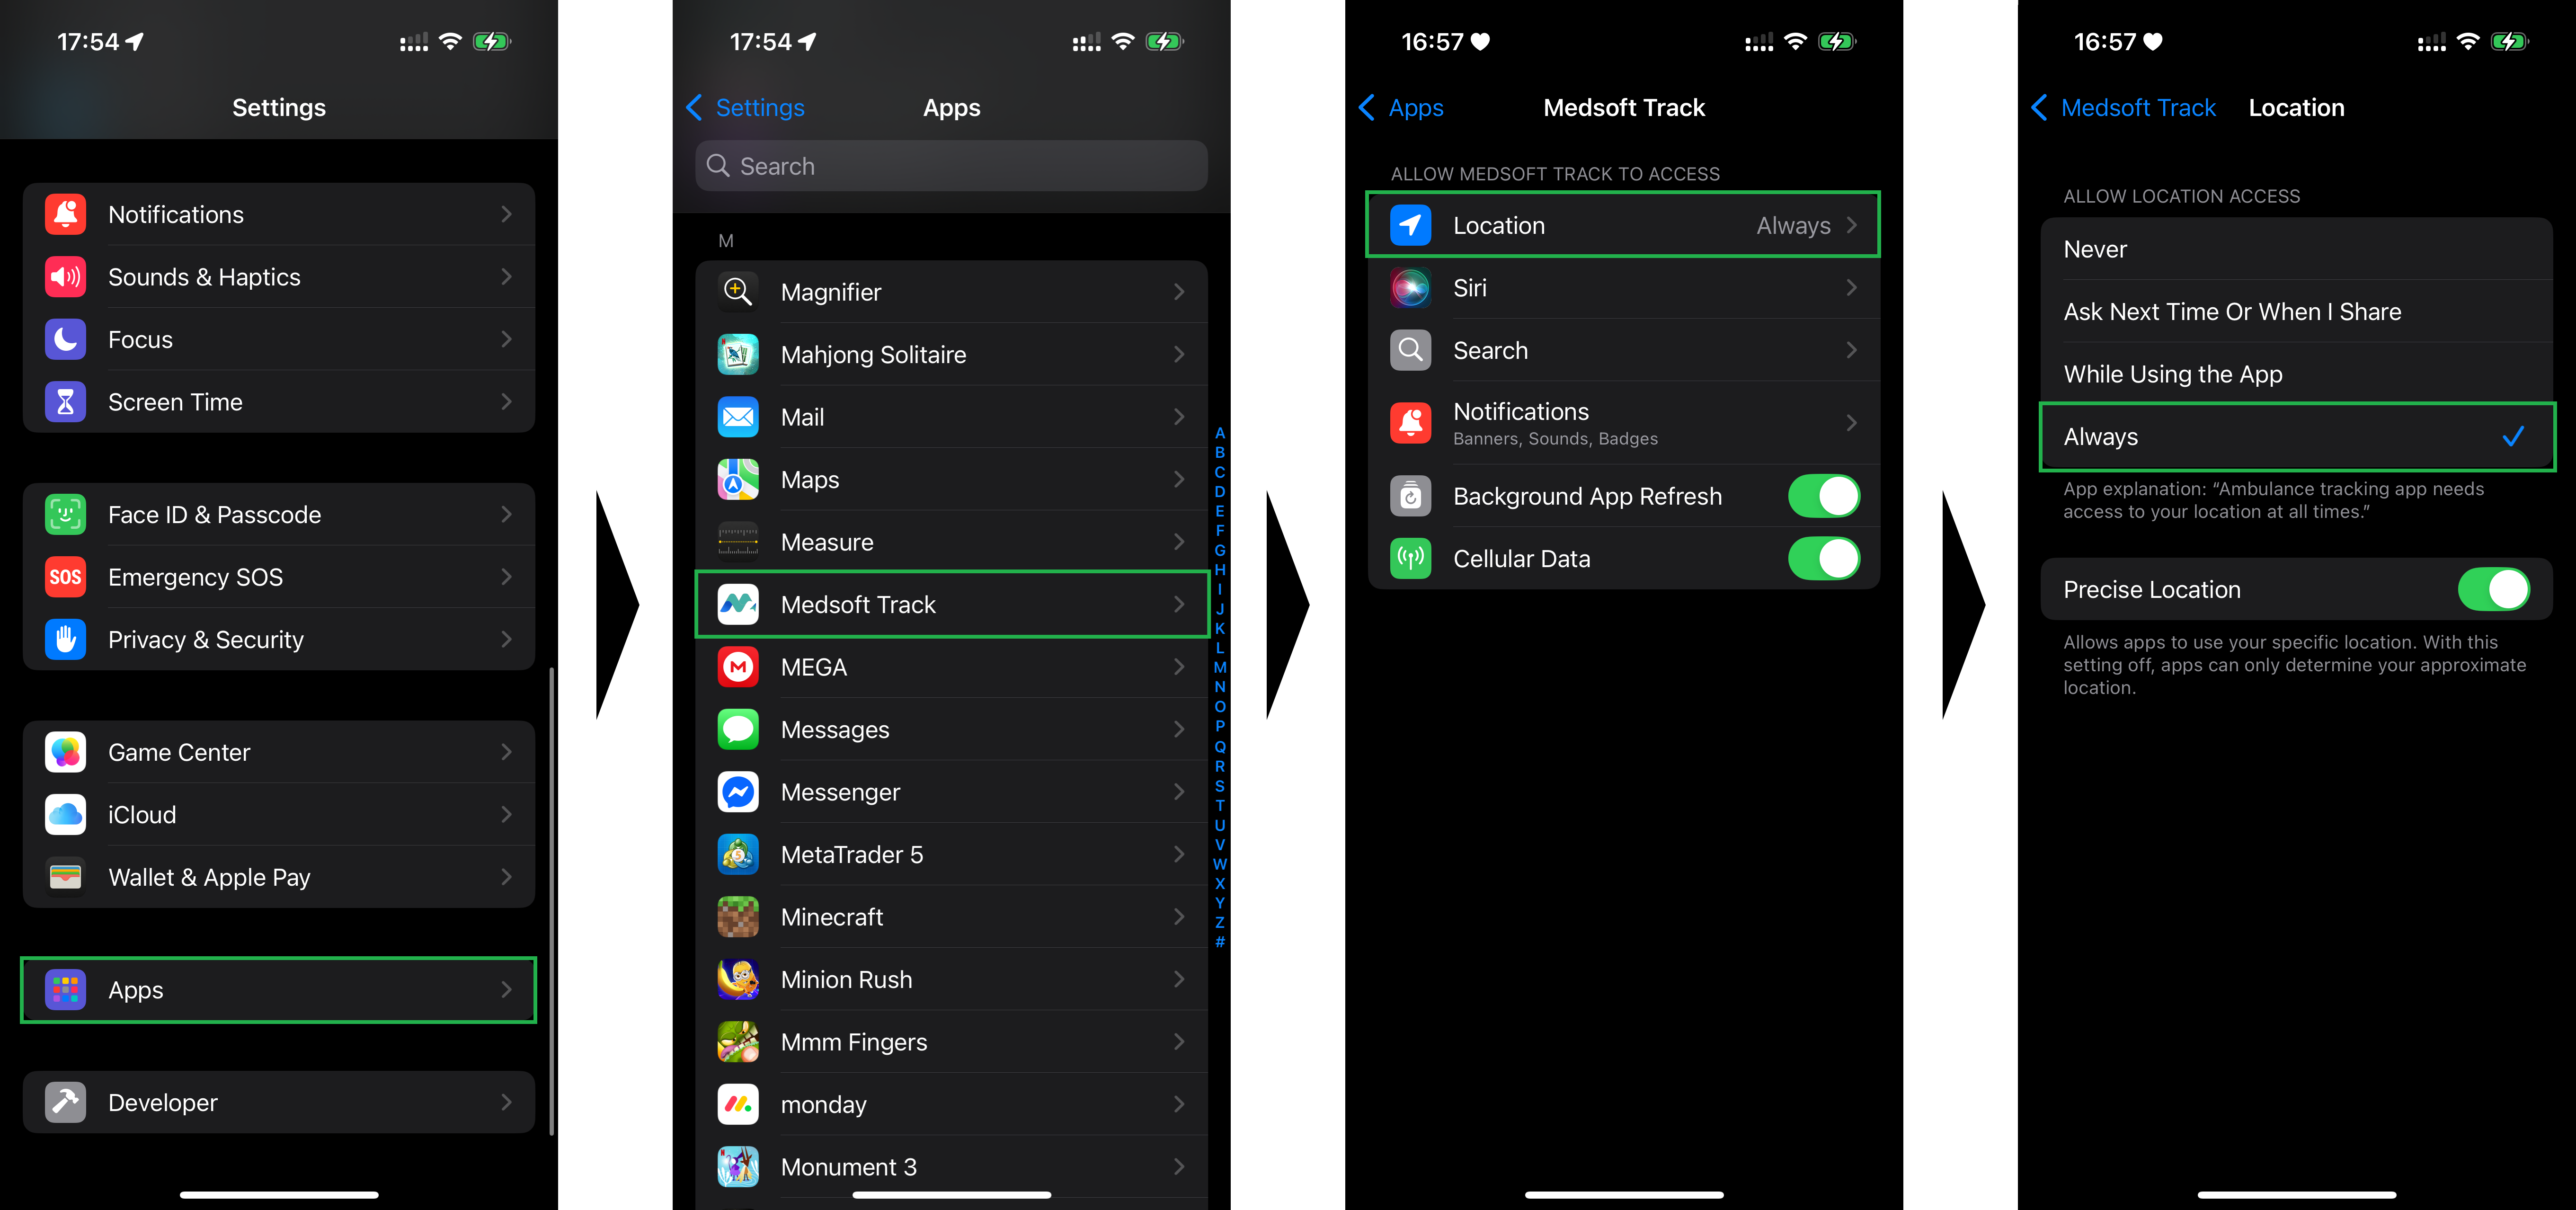 17:54
Settings
Notifications
Sounds & Haptics
Focus
Screen Time
Face ID & Passcode
SOS
Emergency SOS
Privacy & Security
Game Center
iCloud
Wallet & Apple Pay
Apps
Developer
17:54
Settings
Apps
Search
M
Magnifier
Mahjong Solitaire
Mail
Maps
Measure
Medsoft Track
MEGA
Messages
Messenger
MetaTrader 5
Minecraft
Minion Rush
Mmm Fingers
monday
Monument 3
A
B
C
D
E
F
G
H
I
J
K
L
M
N
O
P
Q
R
S
T
U
V
W
X
Y
Z
#
16:57
Apps
Medsoft Track
ALLOW MEDSOFT TRACK TO ACCESS
Location
Always
Siri
Search
Notifications
Banners, Sounds, Badges
Background App Refresh
Cellular Data
16:57
Medsoft Track
Location
ALLOW LOCATION ACCESS
Never
Ask Next Time Or When I Share
While Using the App
Always
App explanation: “Ambulance tracking app needs
access to your location at all times.”
Precise Location
Allows apps to use your specific location. With this
setting off, apps can only determine your approximate
location.